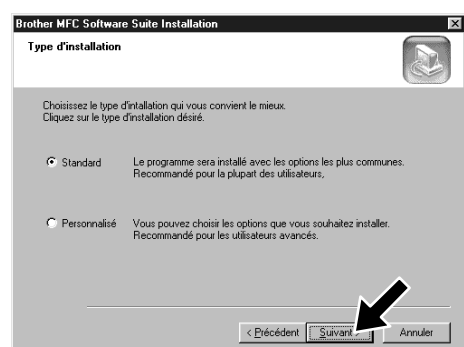 Brother MFC Software Suite Installation
Type d'installation
Choisissez le type d'intallation qui vous convient le mieux.
Cliquez sur le type d'installation désiré.
Standard Le programme sera installé avec les options les plus communes.
Recommandé pour la plupart des utilisateurs,
Personnalisé Vous pouvez choisir les options que vous souhaitez installer.
Recommandé pour les utilisateurs avancés.
< Précédent Suivant > Annuler